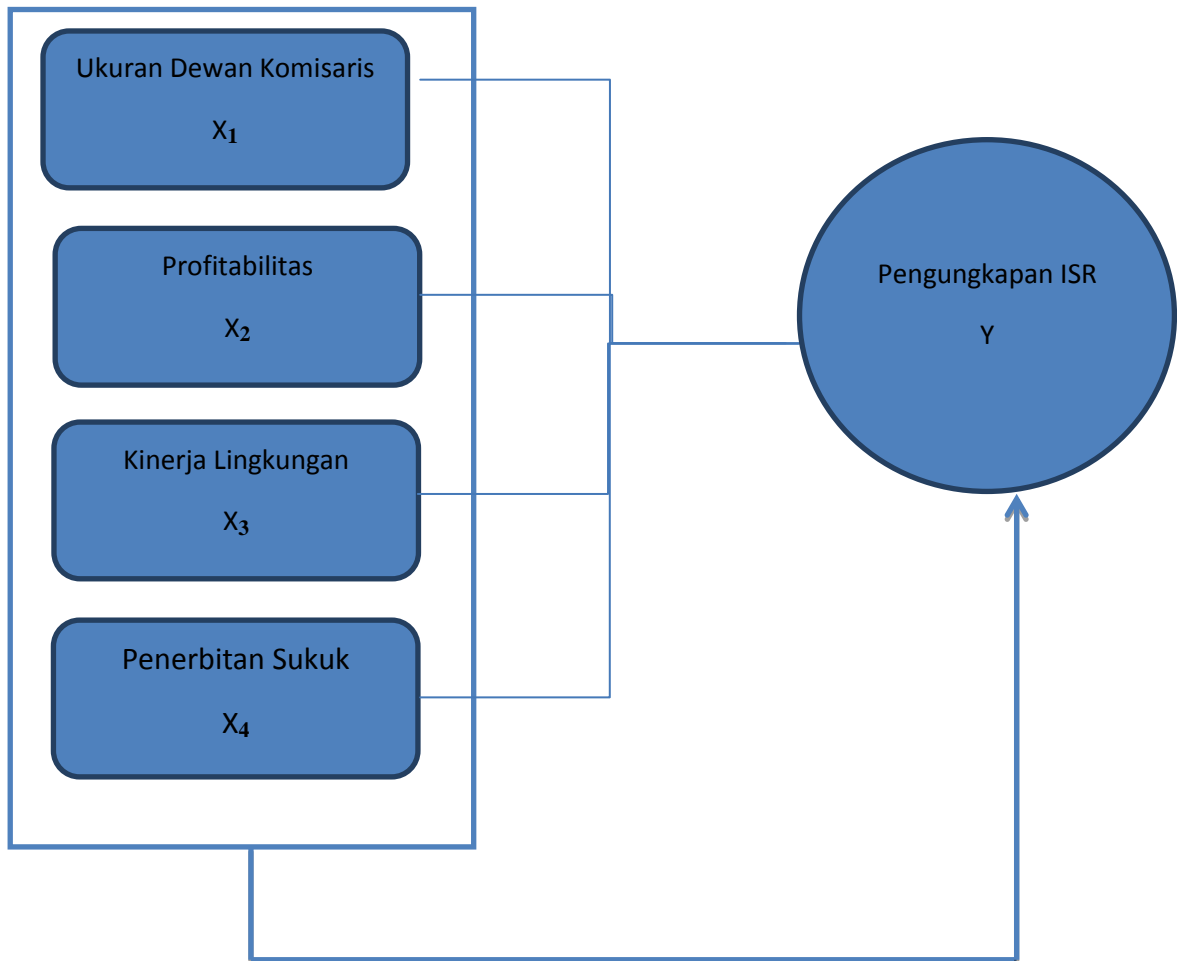 Ukuran Dewan Komisaris
X1
Profitabilitas
X2
Kinerja Lingkungan
X3
Penerbitan Sukuk
X4
Pengungkapan ISR
Y